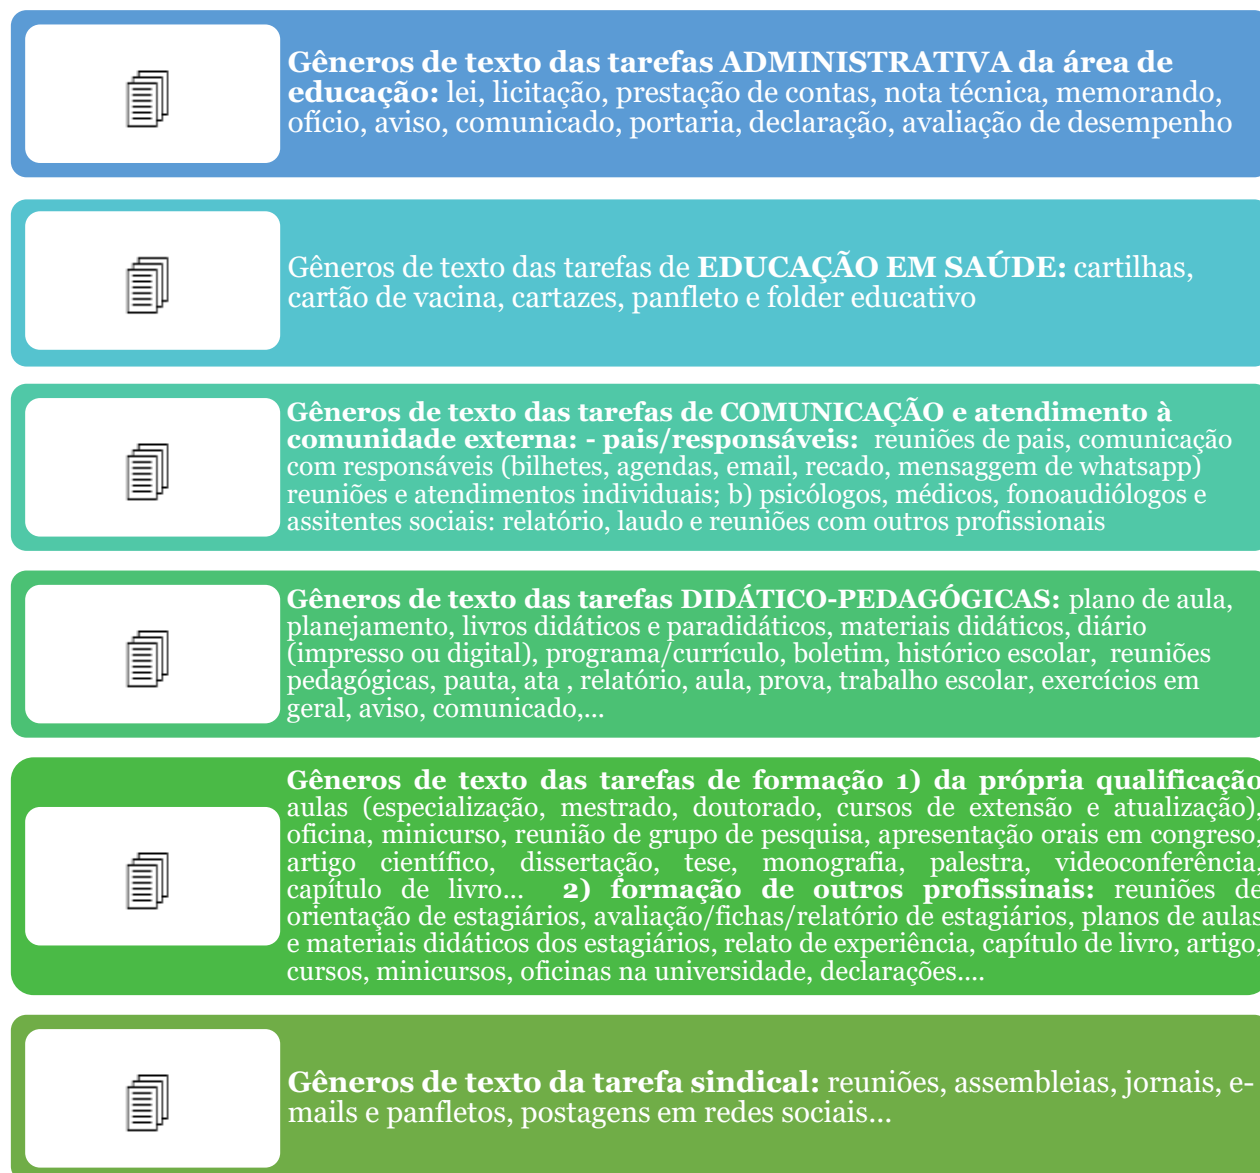 Gêneros de texto das tarefas ADMINISTRATIVA da área de
educação: lei, licitação, prestação de contas, nota técnica, memorando,
ofício, aviso, comunicado, portaria, declaração, avaliação de desempenho
Gêneros de texto das tarefas de EDUCAÇÃO EM SAÚDE: cartilhas,
cartão de vacina, cartazes, panfleto e folder educativo
Gêneros de texto das tarefas de COMUNICAÇÃO e atendimento à
comunidade externa: - pais/responsáveis: reuniões de pais, comunicação
com responsáveis (bilhetes, agendas, email, recado, mensaggem de whatsapp)
reuniões e atendimentos individuais; b) psicólogos, médicos, fonoaudiólogos e
assitentes sociais: relatório, laudo e reuniões com outros profissionais
Gêneros de texto das tarefas DIDÁTICO-PEDAGÓGICAS: plano de aula,
planejamento, livros didáticos e paradidáticos, materiais didáticos, diário
(impresso ou digital), programa/currículo, boletim, histórico escolar, reuniões
pedagógicas, pauta, ata , relatório, aula, prova, trabalho escolar, exercícios em
geral, aviso, comunicado,...
Gêneros de texto das tarefas de formação 1) da própria qualificação
aulas (especialização, mestrado, doutorado, cursos de extensão e atualização),
oficina, minicurso, reunião de grupo de pesquisa, apresentação orais em congreso,
artigo científico, dissertação, tese, monografia, palestra, videoconferência,
capítulo de livro... 2) formação de outros profissinais: reuniões de
orientação de estagiários, avaliação/fichas/relatório de estagiários, planos de aulas
e materiais didáticos dos estagiários, relato de experiência, capítulo de livro, artigo,
cursos, minicursos, oficinas na universidade, declarações....
Gêneros de texto da tarefa sindical: reuniões, assembleias, jornais, e-
mails e panfletos, postagens em redes sociais...